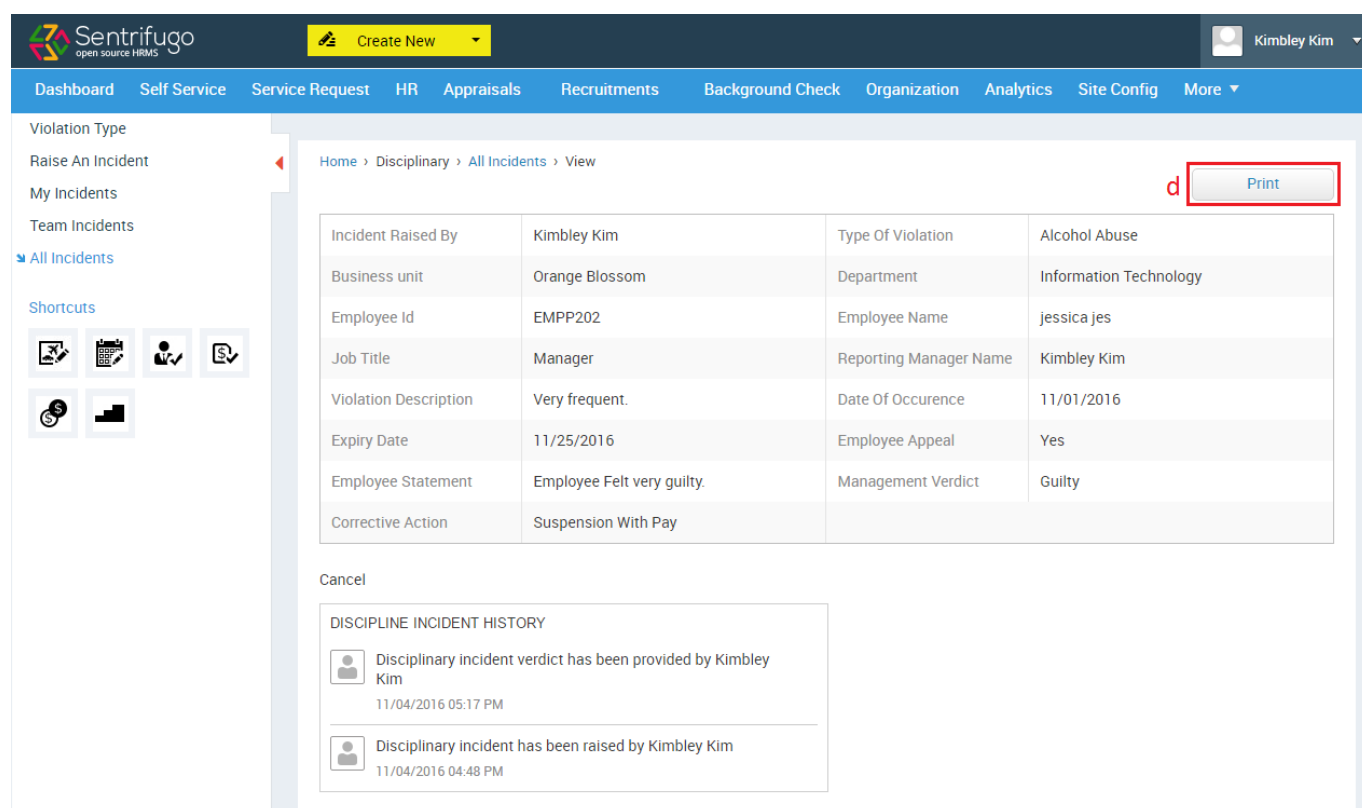 Sentrifugo
open source HRMS
Create New
Kimbley Kim
Dashboard Self Service Service Request HR Appraisals Recruitments Background Check Organization Analytics Site Config More
Violation Type
Raise An Incident
My Incidents
Team Incidents
All Incidents
Shortcuts
Home › Disciplinary › All Incidents › View
d Print
Incident Raised By Kimbley Kim Type Of Violation Alcohol Abuse
Business unit Orange Blossom Department Information Technology
Employee Id EMPP202 Employee Name jessica jes
Job Title Manager Reporting Manager Name Kimbley Kim
Violation Description Very frequent. Date Of Occurence 11/01/2016
Expiry Date 11/25/2016 Employee Appeal Yes
Employee Statement Employee Felt very guilty. Management Verdict Guilty
Corrective Action Suspension With Pay
Cancel
DISCIPLINE INCIDENT HISTORY
Disciplinary incident verdict has been provided by Kimbley
Kim
11/04/2016 05:17 PM
Disciplinary incident has been raised by Kimbley Kim
11/04/2016 04:48 PM